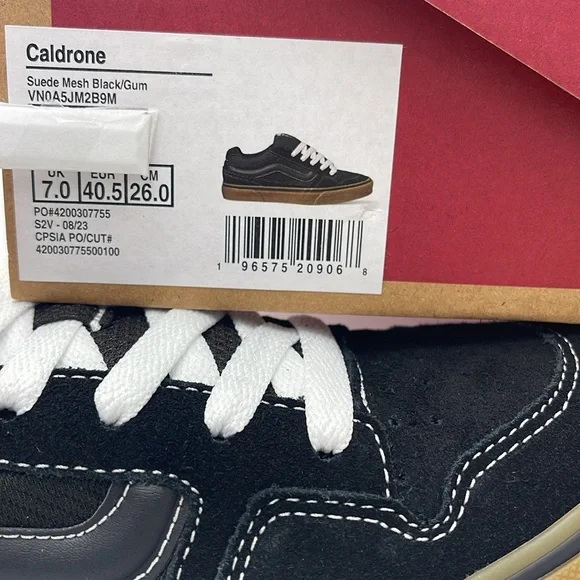 Caldrone
Suede Mesh Black/Gum
VN0A5JM2B9M
UK EUR CM
7.0 40.5 26.0
PO#4200307755
S2V - 08/23
CPSIA PO/CUT#
420030775500100
1 96575 20906 8